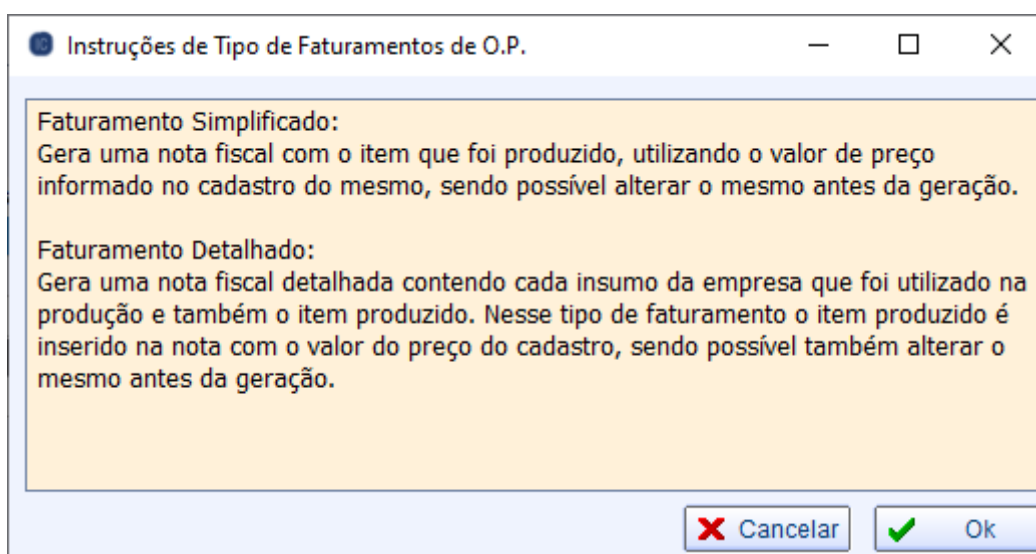 Instruções de Tipo de Faturamentos de O.P.
Faturamento Simplificado:
Gera uma nota fiscal com o item que foi produzido, utilizando o valor de preço
informado no cadastro do mesmo, sendo possível alterar o mesmo antes da geração.
Faturamento Detalhado:
Gera uma nota fiscal detalhada contendo cada insumo da empresa que foi utilizado na
produção e também o item produzido. Nesse tipo de faturamento o item produzido é
inserido na nota com o valor do preço do cadastro, sendo possível também alterar o
mesmo antes da geração.
Cancelar Ok